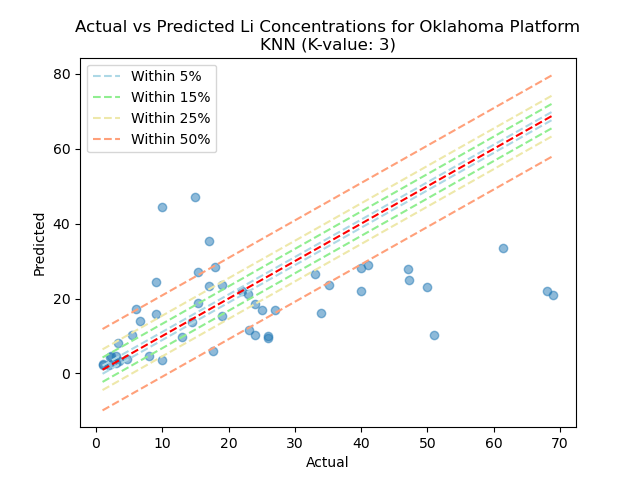 Actual vs Predicted Li Concentrations for Oklahoma Platform
KNN (K-value: 3)
Within 5%
Within 15%
Within 25%
Within 50%
80
60
40
20
0
Predicted
0 10 20 30 40 50 60 70
Actual